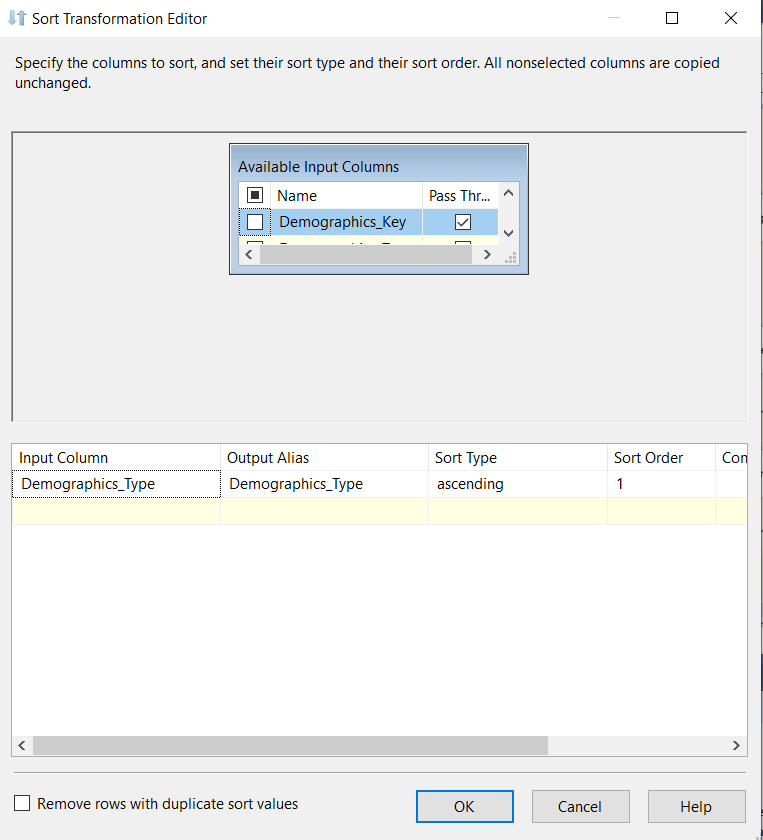 Sort Transformation Editor
Specify the columns to sort, and set their sort type and their sort order. All nonselected columns are copied
unchanged.
Available Input Columns
Name Pass Thr...
Demographics_Key
Input Column Output Alias Sort Type Sort Order Con
Demographics_Type Demographics_Type ascending 1
Remove rows with duplicate sort values
OK Cancel Help